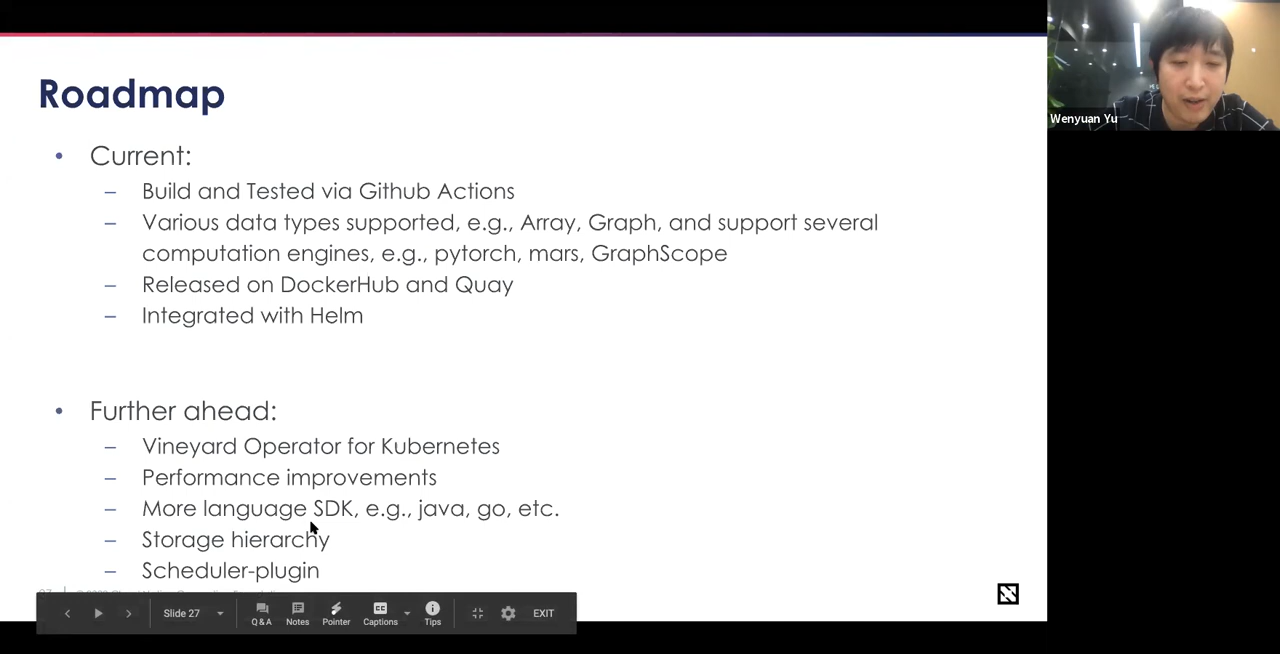 Roadmap
Wenyuan Yu
• Current:
– Build and Tested via Github Actions
– Various data types supported, e.g., Array, Graph, and support several
computation engines, e.g., pytorch, mars, GraphScope
– Released on DockerHub and Quay
– Integrated with Helm
• Further ahead:
– Vineyard Operator for Kubernetes
– Performance improvements
– More language SDK, e.g., java, go, etc.
– Storage hierarchy
– Scheduler-plugin
Slide 27
Q & A
Notes
Pointer
CC
Captions
Tips
EXIT